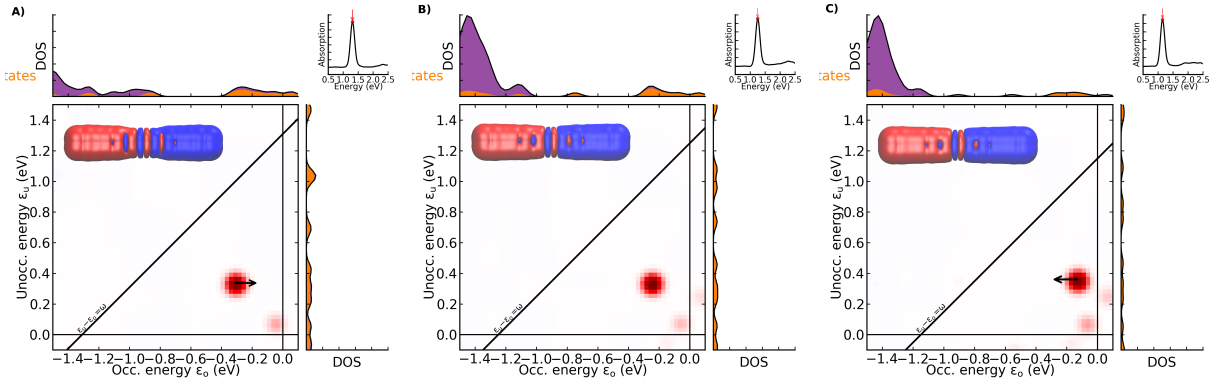 A)
DOS
tates
Absorption
0.5 1.0 1.5 2.0 2.5
Energy (eV)
Unocc. energy εu (eV)
1.4
1.2
1.0
0.8
0.6
0.4
0.2
0.0
εu−εo=ω
−1.4−1.2−1.0−0.8−0.6−0.4−0.2 0.0
Occ. energy εo (eV)
DOS
B)
DOS
tates
Absorption
0.5 1.0 1.5 2.0 2.5
Energy (eV)
Unocc. energy εu (eV)
1.4
1.2
1.0
0.8
0.6
0.4
0.2
0.0
εu−εo=ω
−1.4−1.2−1.0−0.8−0.6−0.4−0.2 0.0
Occ. energy εo (eV)
DOS
C)
DOS
tates
Absorption
0.5 1.0 1.5 2.0 2.5
Energy (eV)
Unocc. energy εu (eV)
1.4
1.2
1.0
0.8
0.6
0.4
0.2
0.0
εu−εo=ω
−1.4−1.2−1.0−0.8−0.6−0.4−0.2 0.0
Occ. energy εo (eV)
DOS